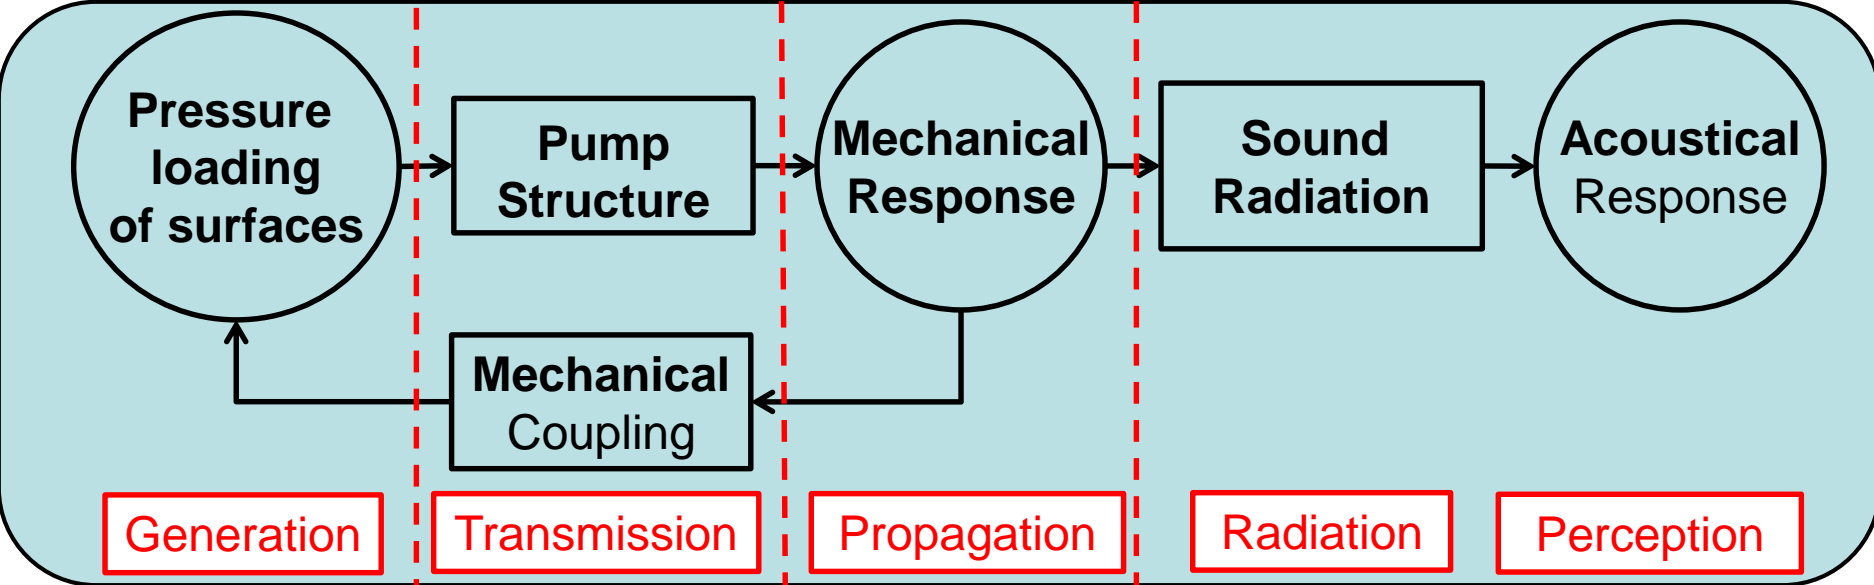 Pressure
loading
of surfaces
Pump
Structure
Mechanical
Response
Sound
Radiation
Acoustical
Response
Mechanical
Coupling
Generation
Transmission
Propagation
Radiation
Perception